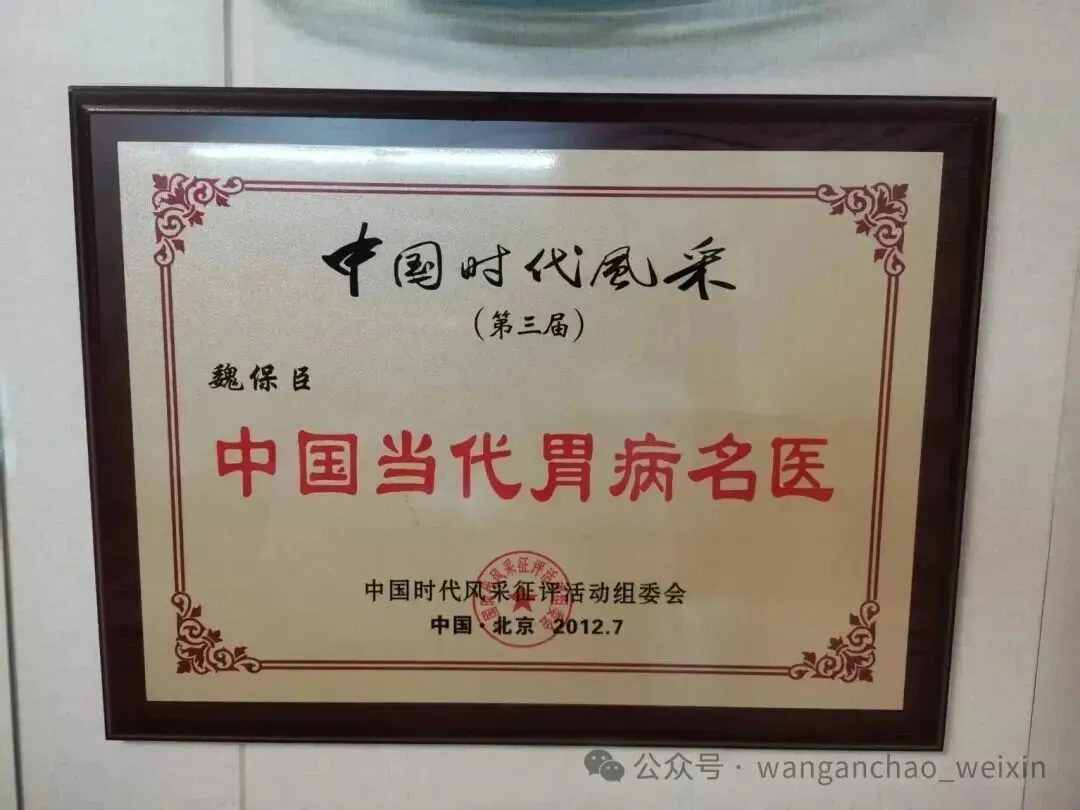 中国时代風采
（第三届）
魏保臣
中国当代胃病名医
中国时代风采征评活动组委会
中国·北京 2012.7
公众号·wanganchao_weixin